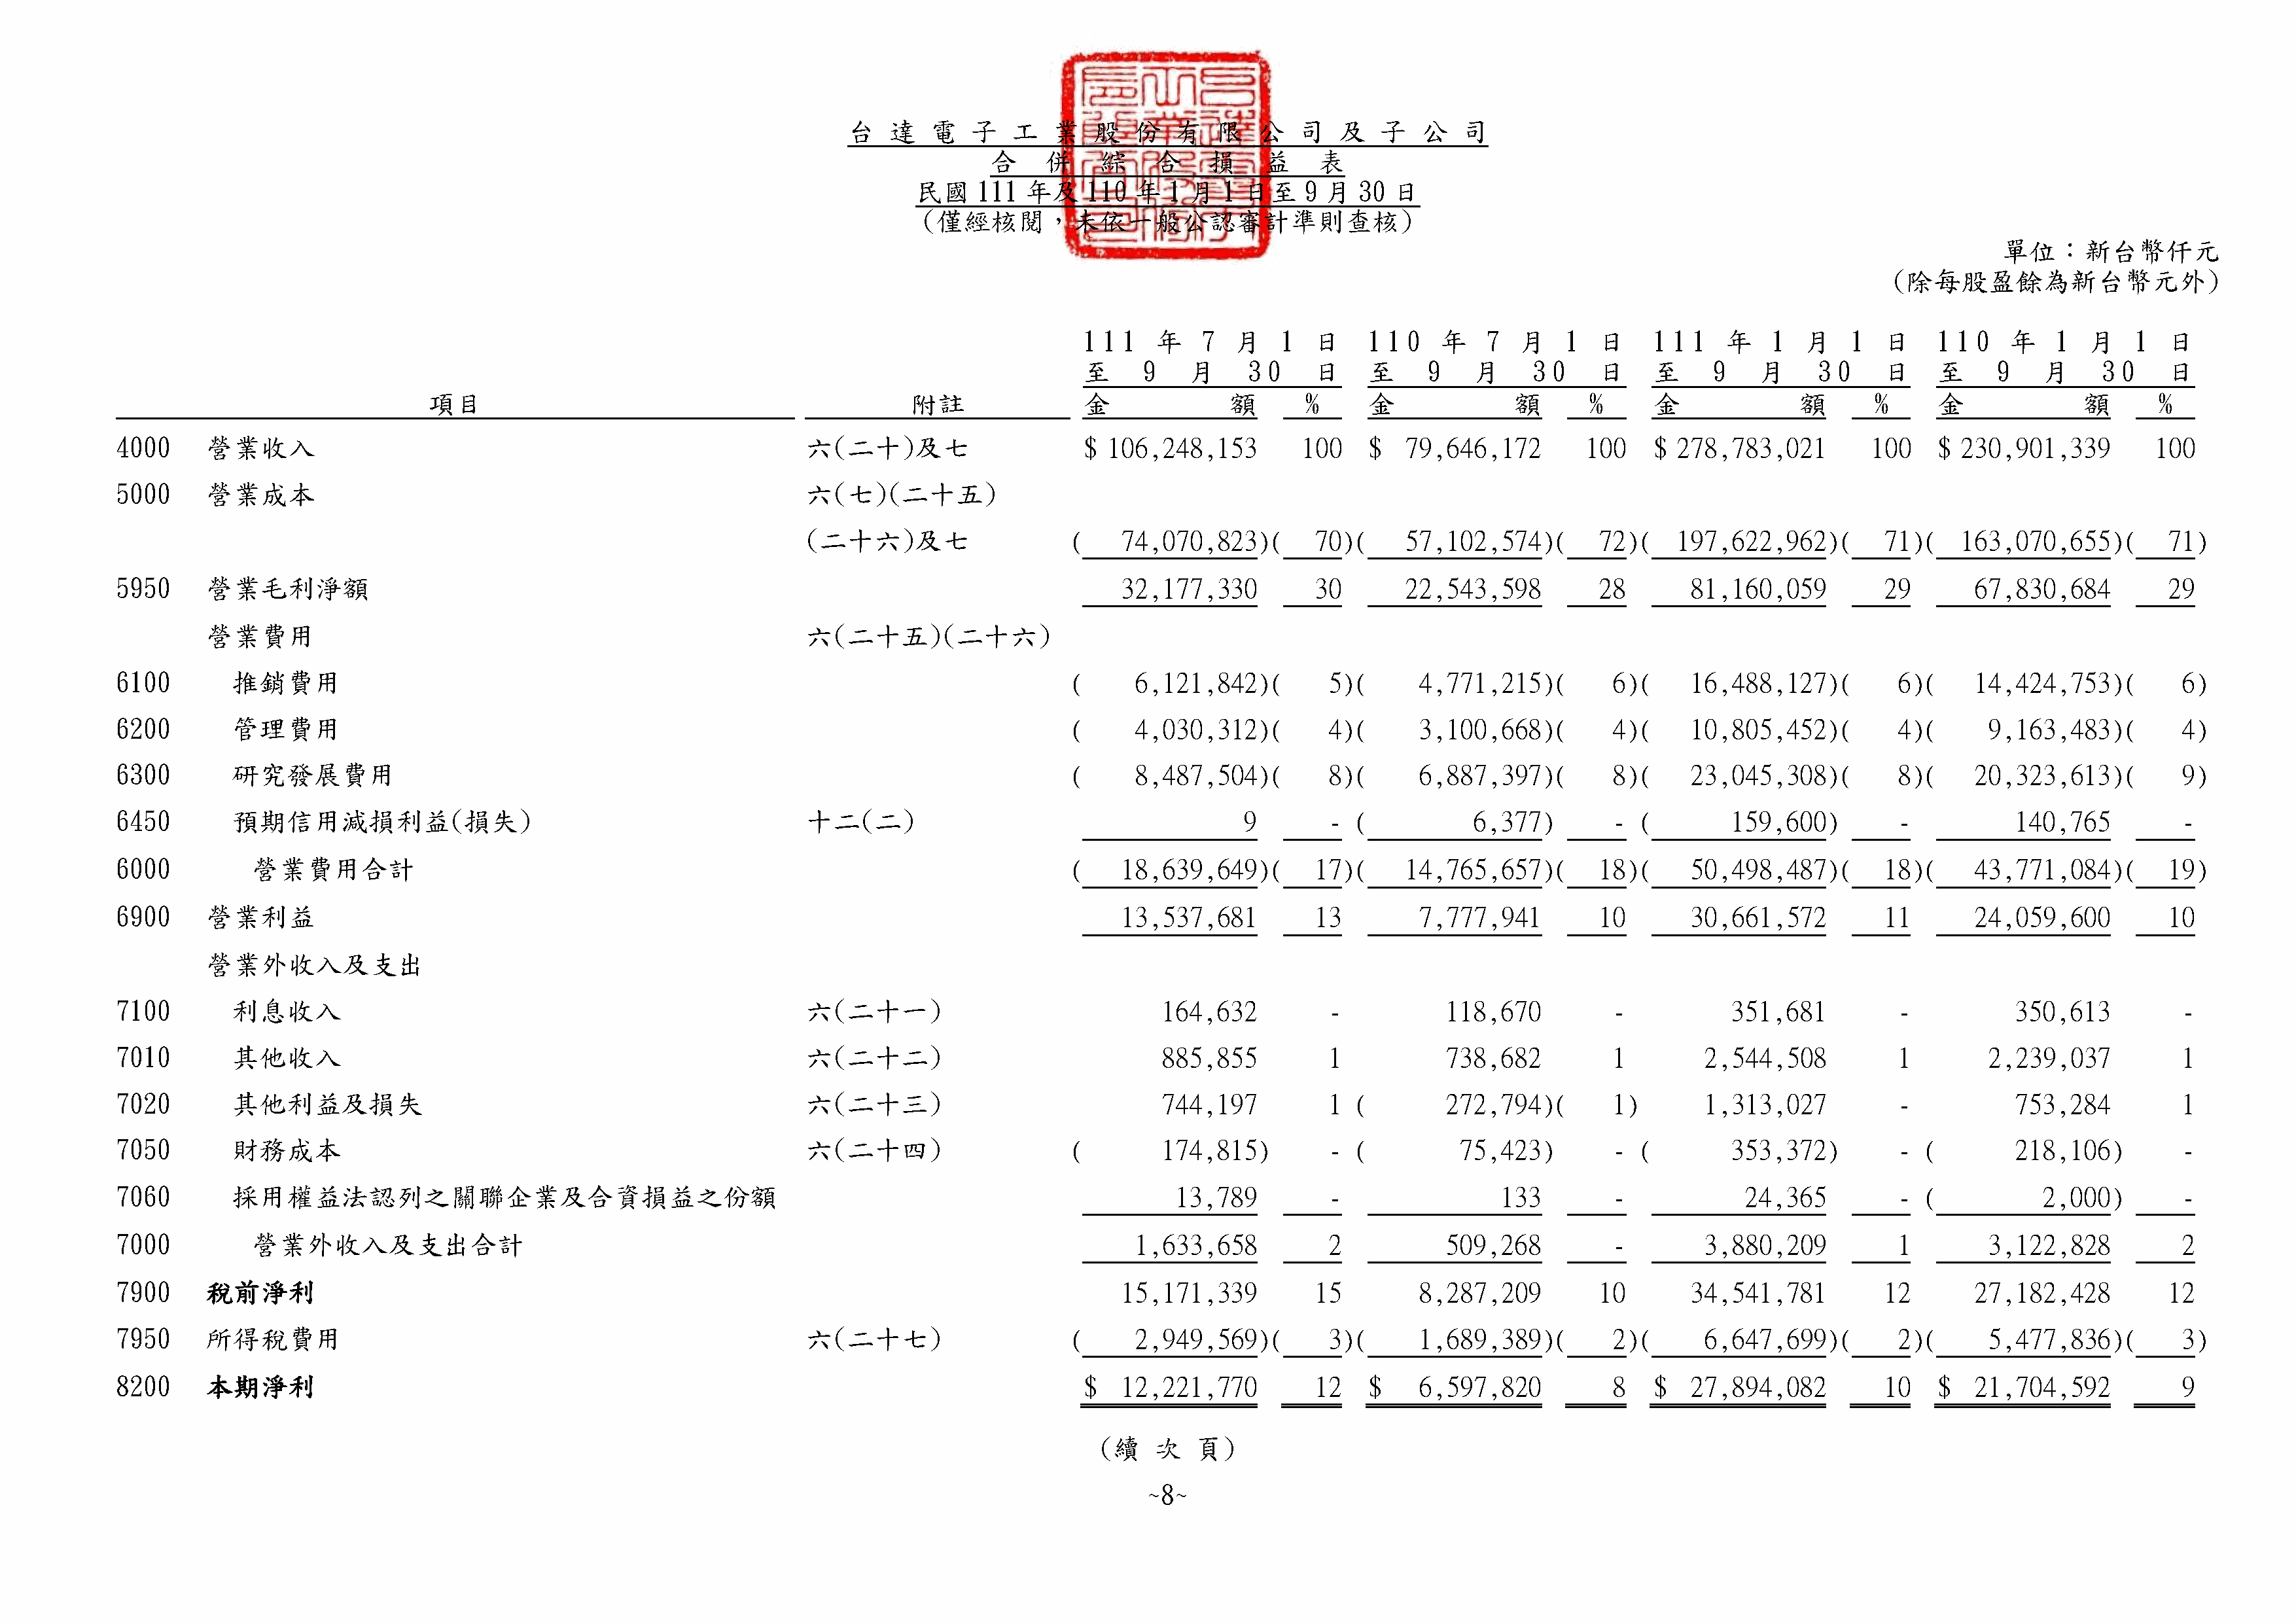 台達電子工業股份有限公司及子公司
合併綜合損益表
民國 111 年及 110 年 1 月 1 日至 9 月 30 日
(僅經核閱，未依一般公認審計準則查核)
單位：新台幣仟元
(除每股盈餘為新台幣元外)
111 年 7 月 1 日 110 年 7 月 1 日 111 年 1 月 1 日 110 年 1 月 1 日
至 9 月 30 日 至 9 月 30 日 至 9 月 30 日 至 9 月 30 日
項目 附註 金額 % 金額 % 金額 % 金額 %
4000 營業收入 六(二十)及七 $ 106,248,153 100 $ 79,646,172 100 $ 278,783,021 100 $ 230,901,339 100
5000 營業成本 六(七)(二十五)
(二十六)及七 ( 74,070,823)( 70)( 57,102,574)( 72)( 197,622,962)( 71)( 163,070,655)( 71)
5950 營業毛利淨額 32,177,330 30 22,543,598 28 81,160,059 29 67,830,684 29
營業費用 六(二十五)(二十六)
6100 推銷費用 ( 6,121,842)( 5)( 4,771,215)( 6)( 16,488,127)( 6)( 14,424,753)( 6)
6200 管理費用 ( 4,030,312)( 4)( 3,100,668)( 4)( 10,805,452)( 4)( 9,163,483)( 4)
6300 研究發展費用 ( 8,487,504)( 8)( 6,887,397)( 8)( 23,045,308)( 8)( 20,323,613)( 9)
6450 預期信用減損利益(損失) 十二(二) 9 - ( 6,377) - ( 159,600) - 140,765 -
6000 營業費用合計 ( 18,639,649)( 17)( 14,765,657)( 18)( 50,498,487)( 18)( 43,771,084)( 19)
6900 營業利益 13,537,681 13 7,777,941 10 30,661,572 11 24,059,600 10
營業外收入及支出
7100 利息收入 六(二十一) 164,632 - 118,670 - 351,681 - 350,613 -
7010 其他收入 六(二十二) 885,855 1 738,682 1 2,544,508 1 2,239,037 1
7020 其他利益及損失 六(二十三) 744,197 1 ( 272,794)( 1) 1,313,027 - 753,284 1
7050 財務成本 六(二十四) ( 174,815) - ( 75,423) - ( 353,372) - ( 218,106) -
7060 採用權益法認列之關聯企業及合資損益之份額 13,789 - 133 - 24,365 - ( 2,000) -
7000 營業外收入及支出合計 1,633,658 2 509,268 - 3,880,209 1 3,122,828 2
7900 稅前淨利 15,171,339 15 8,287,209 10 34,541,781 12 27,182,428 12
7950 所得稅費用 六(二十七) ( 2,949,569)( 3)( 1,689,389)( 2)( 6,647,699)( 2)( 5,477,836)( 3)
8200 本期淨利 $ 12,221,770 12 $ 6,597,820 8 $ 27,894,082 10 $ 21,704,592 9
(續次頁)
~8~